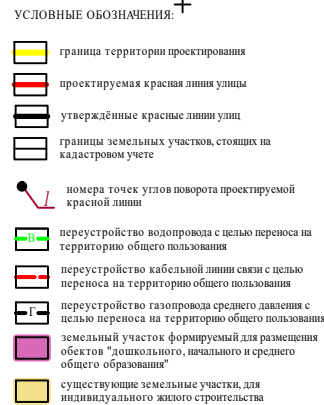 УСЛОВНЫЕ ОБОЗНАЧЕНИЯ:
граница территории проектирования
проектируемая красная линия улицы
утверждённые красные линии улиц
границы земельных участков, стоящих на
кадастровом учете
1
номера точек углов поворота проектируемой
красной линии
В
переустройство водопровода с целью переноса на
территорию общего пользования
переустройство кабельной линии связи с целью
переноса на территорию общего пользования
Г
переустройство газопровода среднего давления с
целью переноса на территорию общего пользования
земельный участок формируемый для размещения
обектов "дошкольного, начального и среднего
общего образования"
существующие земельные участки, для
индивидуального жилого строительства